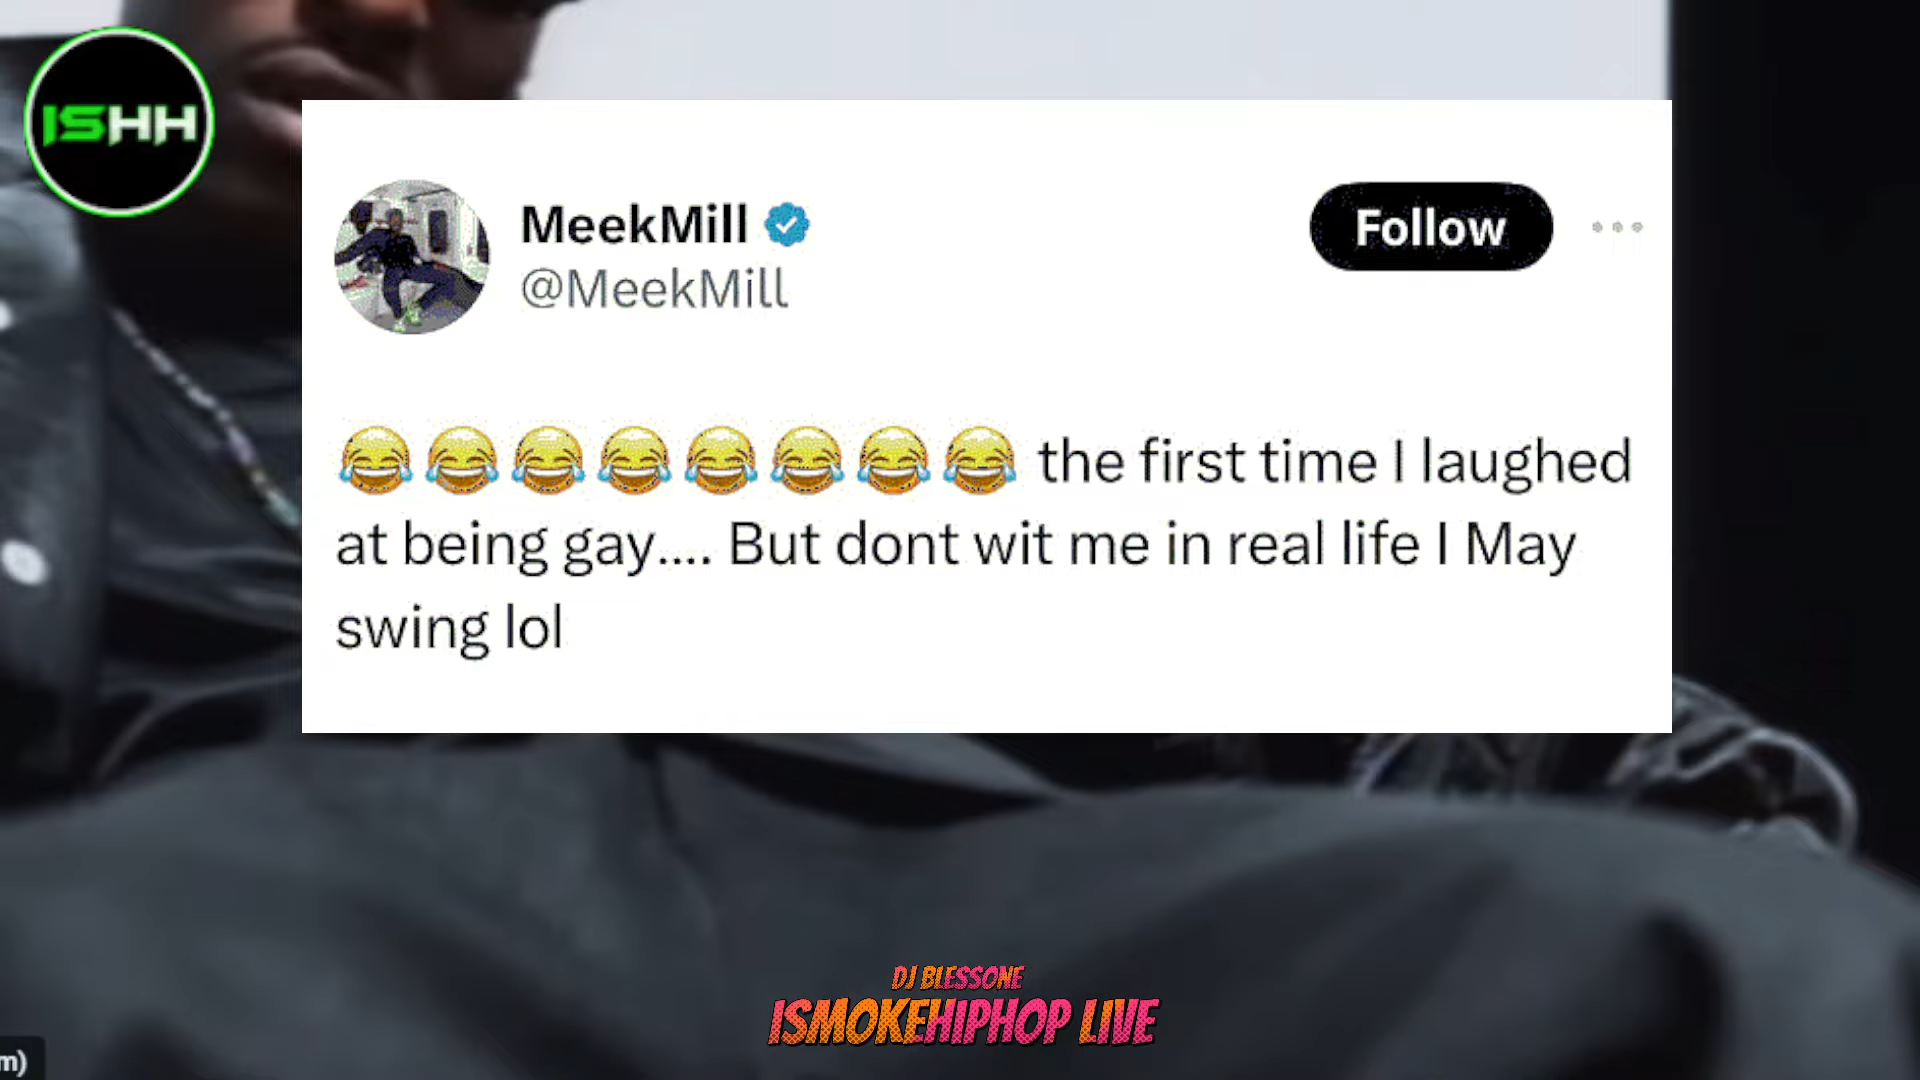 ISHH
MeekMill
@MeekMill
Follow
😂😂😂😂😂😂😂😂 the first time I laughed
at being gay.... But dont wit me in real life I May
swing lol
DJ BLESSONE
ISMOKEHIPHOP LIVE
m)